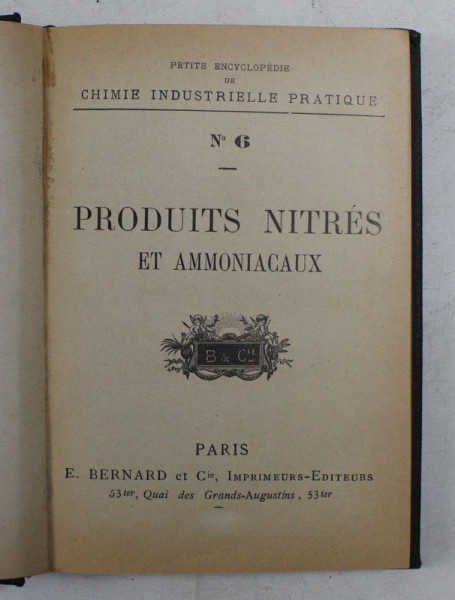 PETITE ENCYCLOPÉDIE
DE
CHIMIE INDUSTRIELLE PRATIQUE
No 6
PRODUITS NITRÉS
ET AMMONIACAUX
B & Cie
PARIS
E. BERNARD et Cie, IMPRIMEURS-EDITEURS
53ter, Quai des Grands-Augustins, 53ter